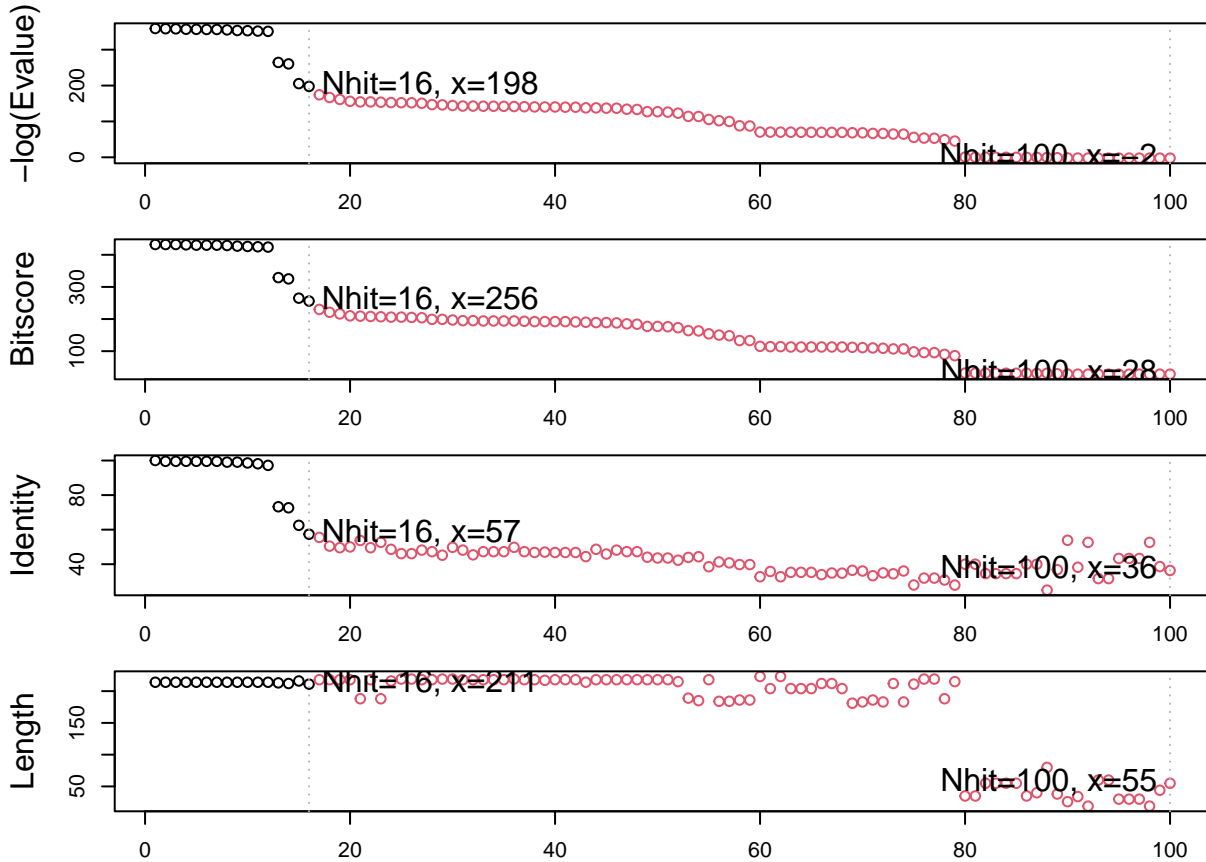 −log(Evalue)
200
0
Nhit=16, x=198
Nhit=100, x=−2
0 20 40 60 80 100
Bitscore
300
100
Nhit=16, x=256
Nhit=100, x=28
0 20 40 60 80 100
Identity
80
40
Nhit=16, x=57
Nhit=100, x=36
0 20 40 60 80 100
Length
150
50
Nhit=16, x=211
Nhit=100, x=55
0 20 40 60 80 100